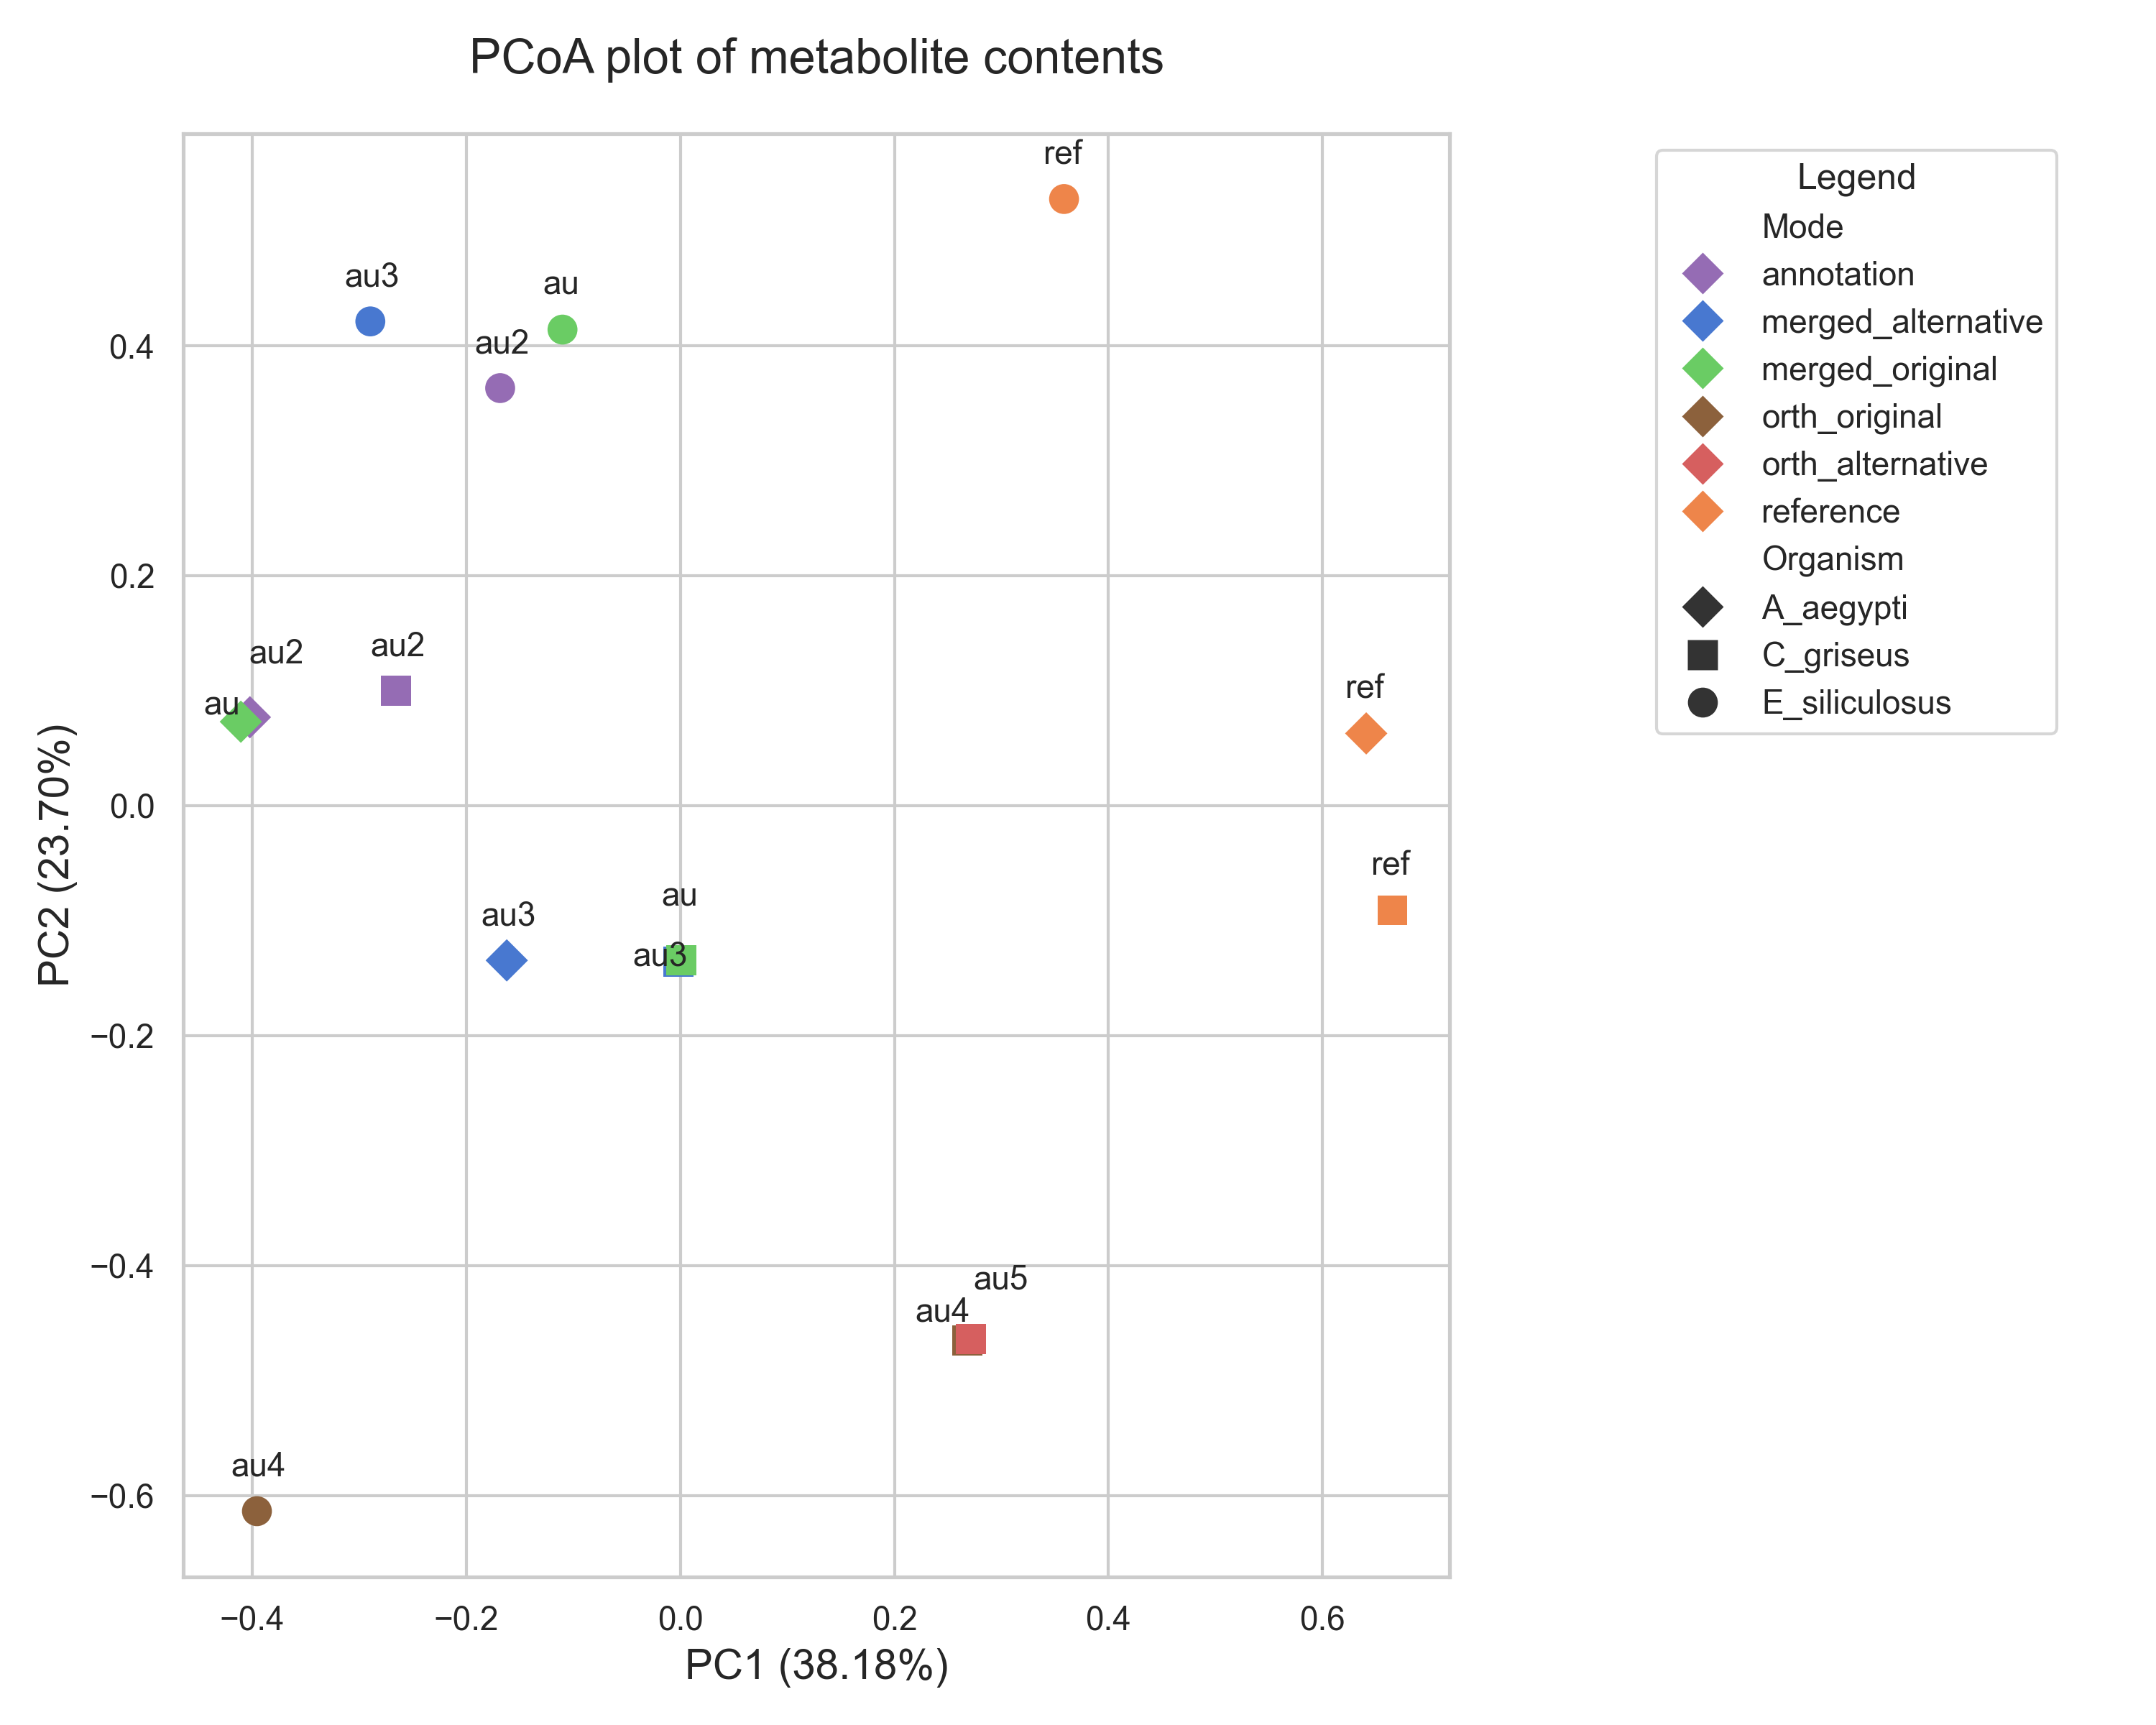 PCoA plot of metabolite contents
ref
au3
au
au2
au2
au2
au
ref
ref
au
au3
au3
au5
au4
au4
0.4
0.2
0.0
−0.2
−0.4
−0.6
PC2 (23.70%)
−0.4 −0.2 0.0 0.2 0.4 0.6
PC1 (38.18%)
Legend
Mode
annotation
merged_alternative
merged_original
orth_original
orth_alternative
reference
Organism
A_aegypti
C_griseus
E_siliculosus